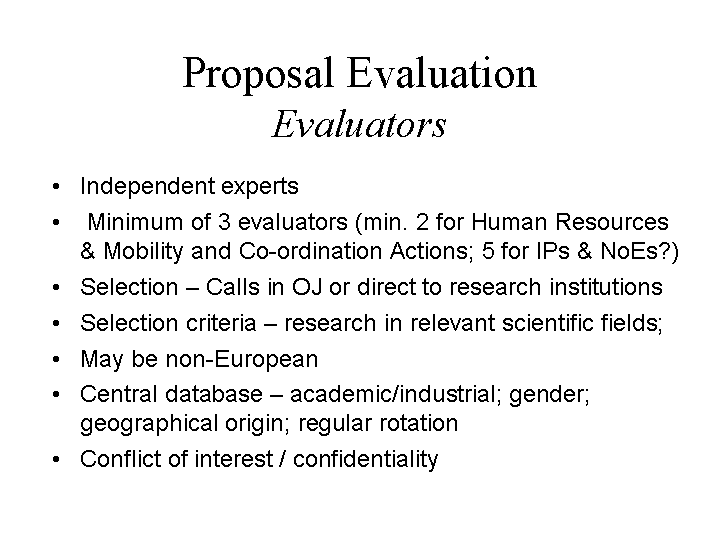 Proposal Evaluation
Evaluators
• Independent experts
• Minimum of 3 evaluators (min. 2 for Human Resources
& Mobility and Co-ordination Actions; 5 for IPs & NoEs?)
• Selection – Calls in OJ or direct to research institutions
• Selection criteria – research in relevant scientific fields;
• May be non-European
• Central database – academic/industrial; gender;
geographical origin; regular rotation
• Conflict of interest / confidentiality